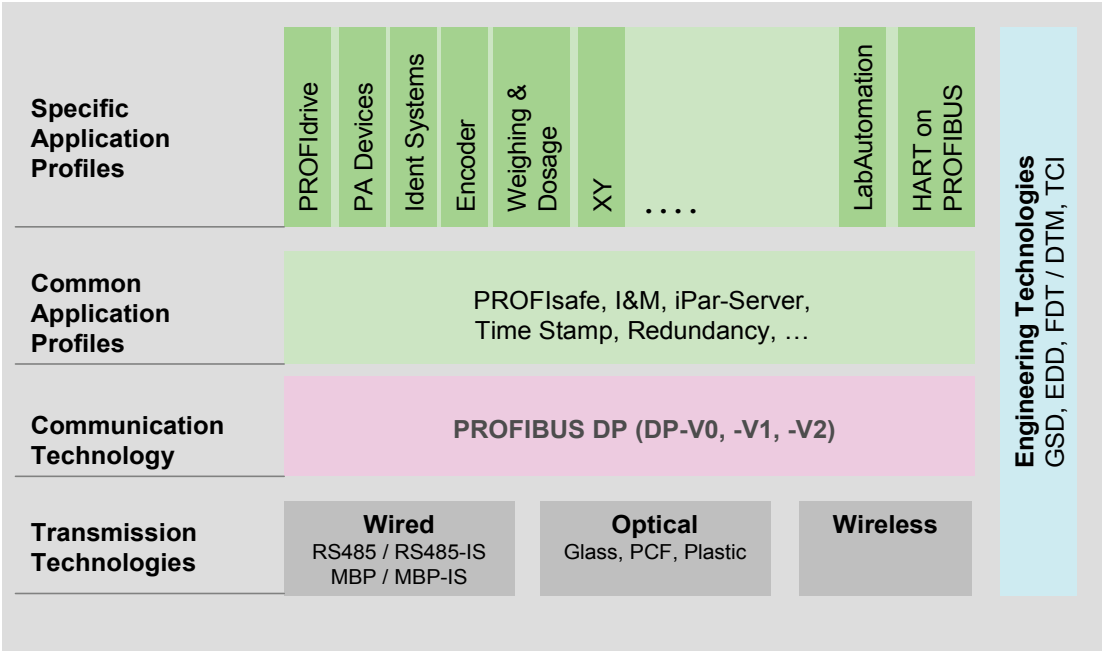 Specific
Application
Profiles
PROFIdrive
PA Devices
Ident Systems
Encoder
Weighing &
Dosage
XY
....
LabAutomation
HART on
PROFIBUS
Common
Application
Profiles
PROFIsafe, I&M, iPar-Server,
Time Stamp, Redundancy, …
Communication
Technology
PROFIBUS DP (DP-V0, -V1, -V2)
Transmission
Technologies
Wired
RS485 / RS485-IS
MBP / MBP-IS
Optical
Glass, PCF, Plastic
Wireless
Engineering Technologies
GSD, EDD, FDT / DTM, TCI